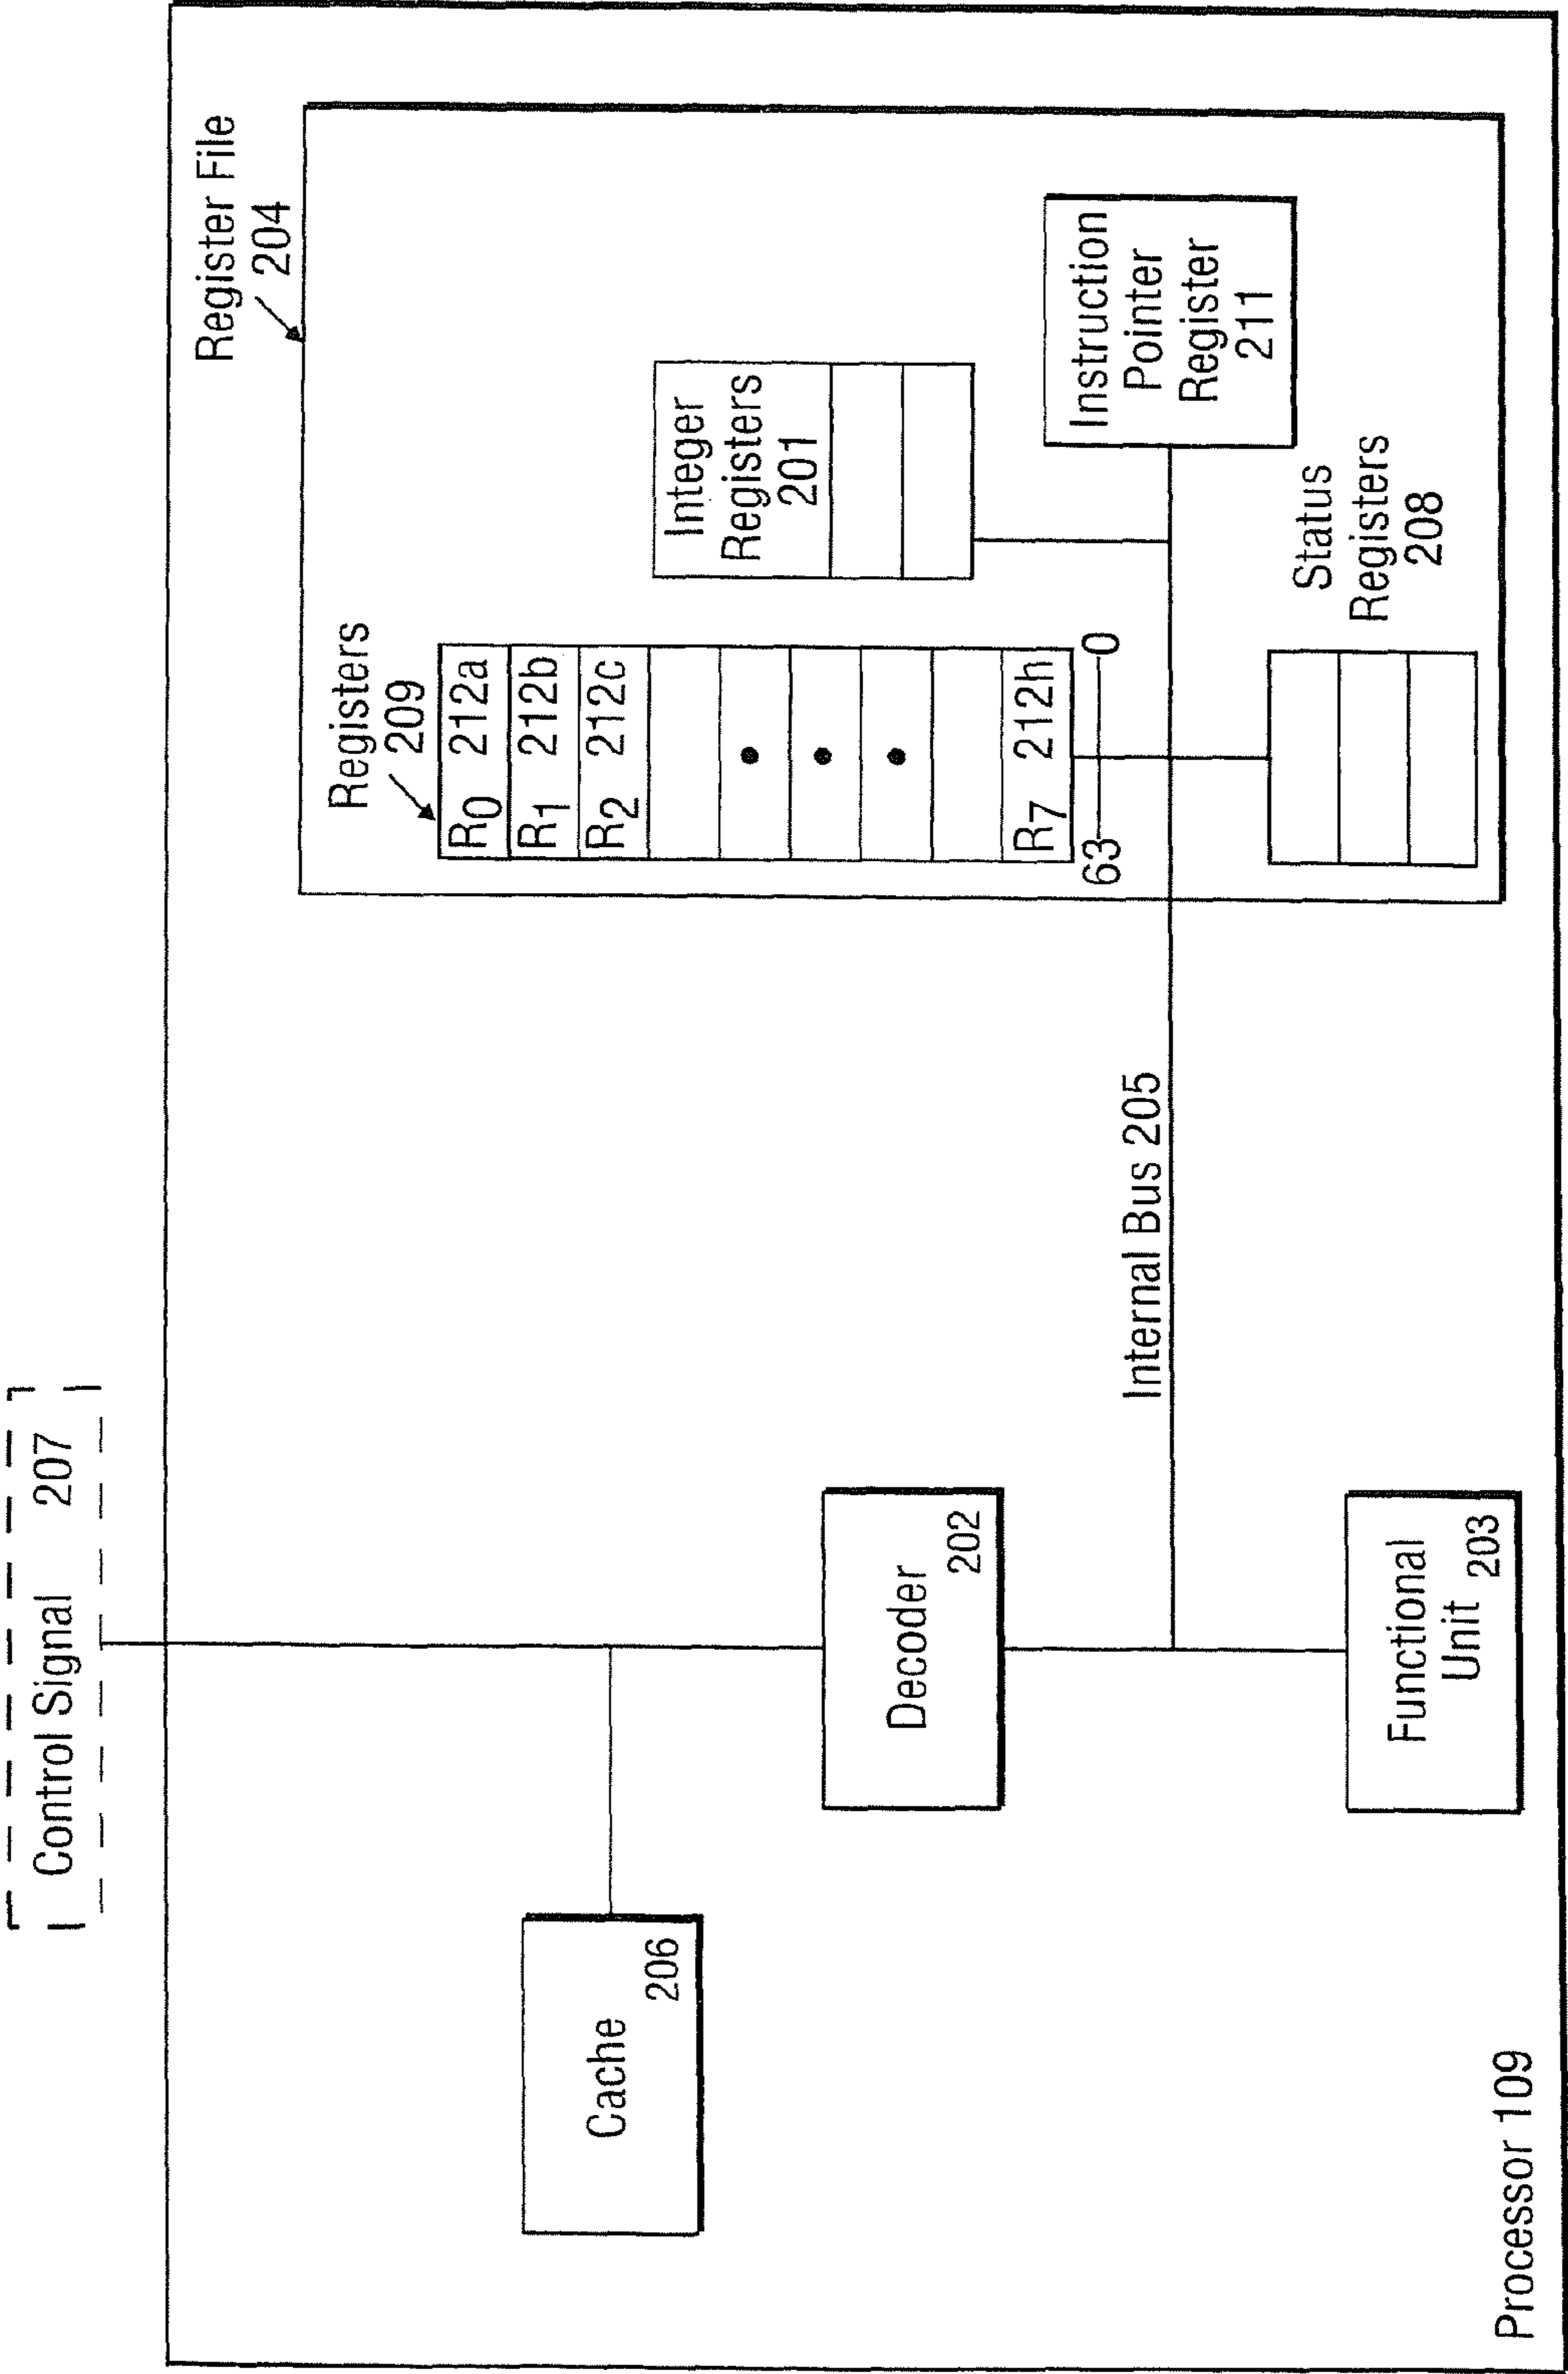 Control Signal 207
Cache
206
Decoder
202
Functional
Unit
203
Internal Bus 205
Register File
204
Registers
209
R0 212a
R1 212b
R2 212c
R7 212h
63 0
Integer
Registers
201
Instruction
Pointer
Register
211
Status
Registers
208
Processor 109